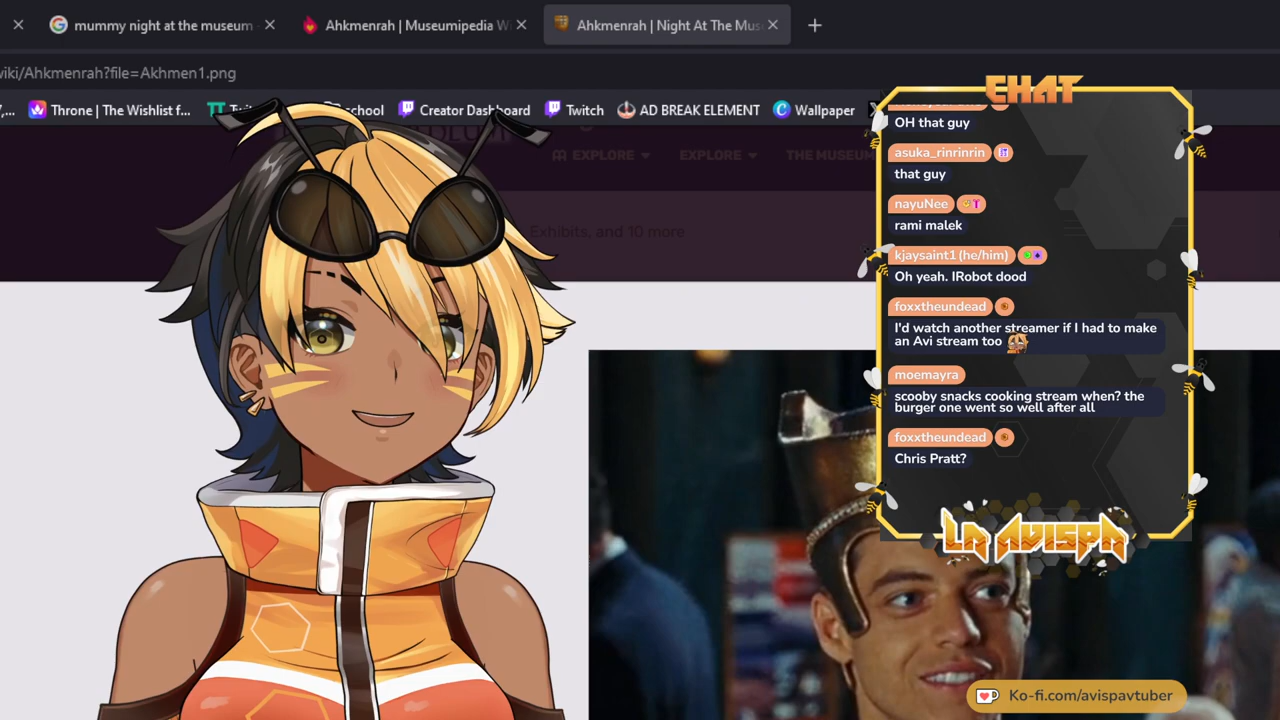 mummy night at the museum
Ahkmenrah | Museumipedia W
Ahkmenrah | Night At The Mus
wiki/Ahkmenrah?file=Akhmen1.png
Throne | The Wishlist f...
school
Creator Dashboard
Twitch
AD BREAK ELEMENT
Wallpaper
EXPLORE
EXPLORE
THE MUSEUM
Exhibits, and 10 more
CHAT
OH that guy
asuka_rinrinrin
that guy
nayuNee
rami malek
kjaysaint1 (he/him)
Oh yeah. IRobot dood
foxxtheundead
I'd watch another streamer if I had to make
an Avi stream too
moemayra
scooby snacks cooking stream when? the
burger one went so well after all
foxxtheundead
Chris Pratt?
LA AVISPA
Ko-fi.com/avispavtuber